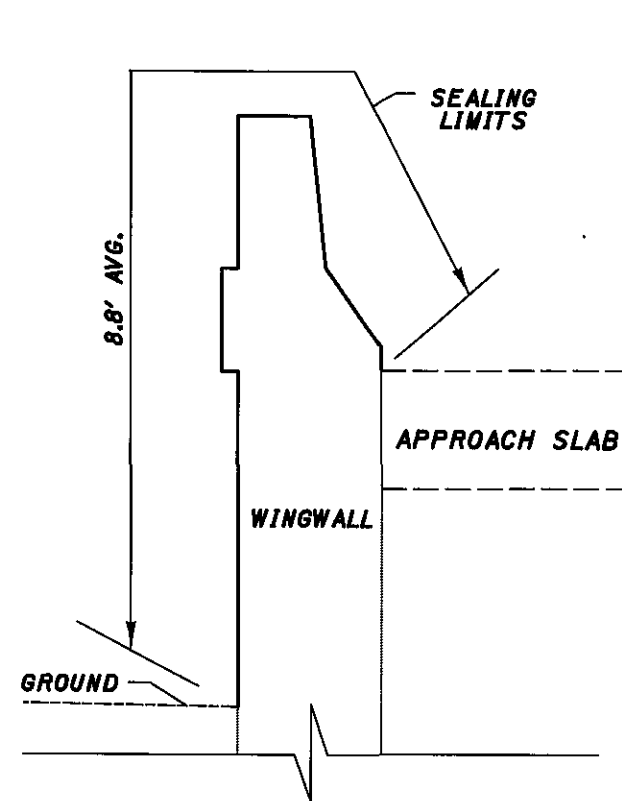 SEALING
LIMITS
8.8' AVG.
APPROACH SLAB
WINGWALL
GROUND